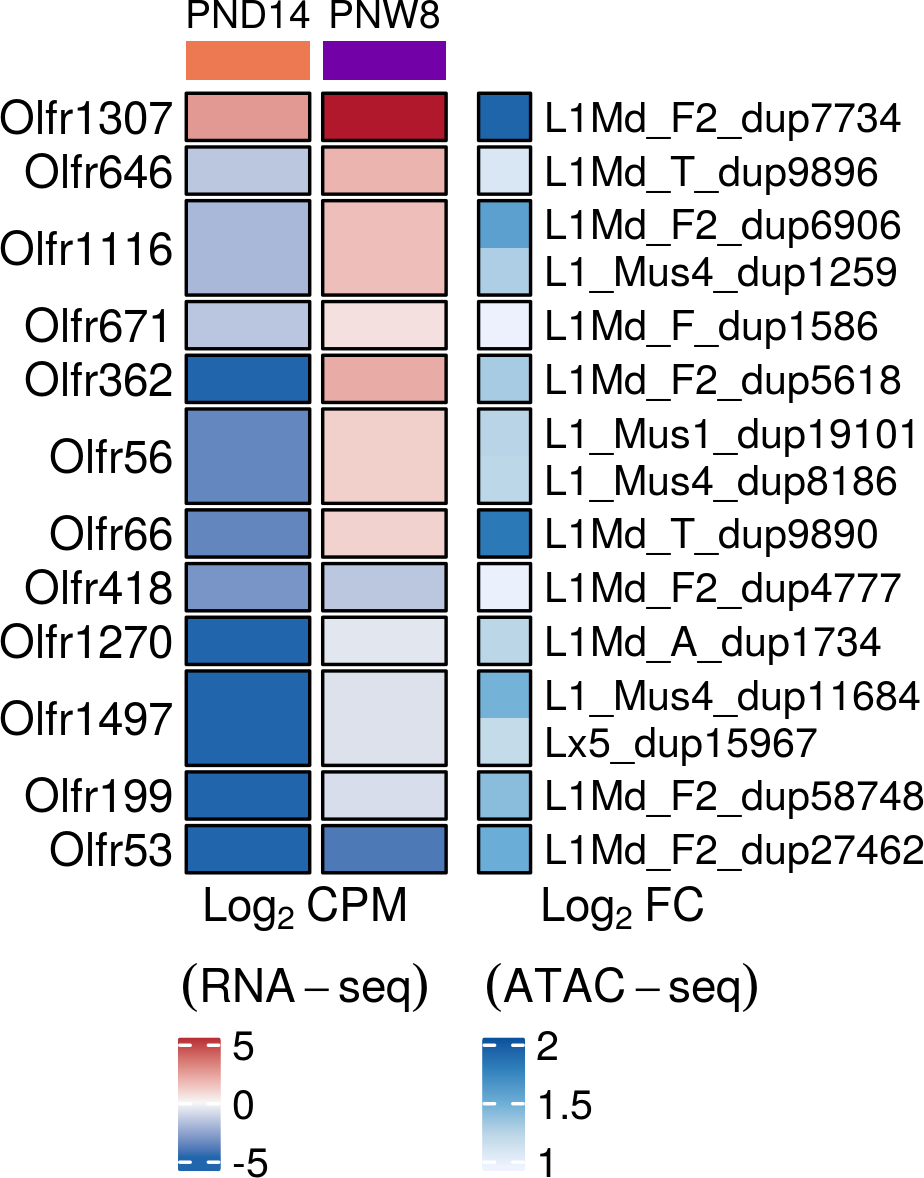 PND14 PNW8
Olfr1307 L1Md_F2_dup7734
Olfr646 L1Md_T_dup9896
Olfr1116 L1Md_F2_dup6906
L1_Mus4_dup1259
Olfr671 L1Md_F_dup1586
Olfr362 L1Md_F2_dup5618
Olfr56 L1_Mus1_dup19101
L1_Mus4_dup8186
Olfr66 L1Md_T_dup9890
Olfr418 L1Md_F2_dup4777
Olfr1270 L1Md_A_dup1734
Olfr1497 L1_Mus4_dup11684
Lx5_dup15967
Olfr199 L1Md_F2_dup58748
Olfr53 L1Md_F2_dup27462
Log₂ CPM Log₂ FC
(RNA – seq) (ATAC – seq)
5 2
0 1.5
-5 1